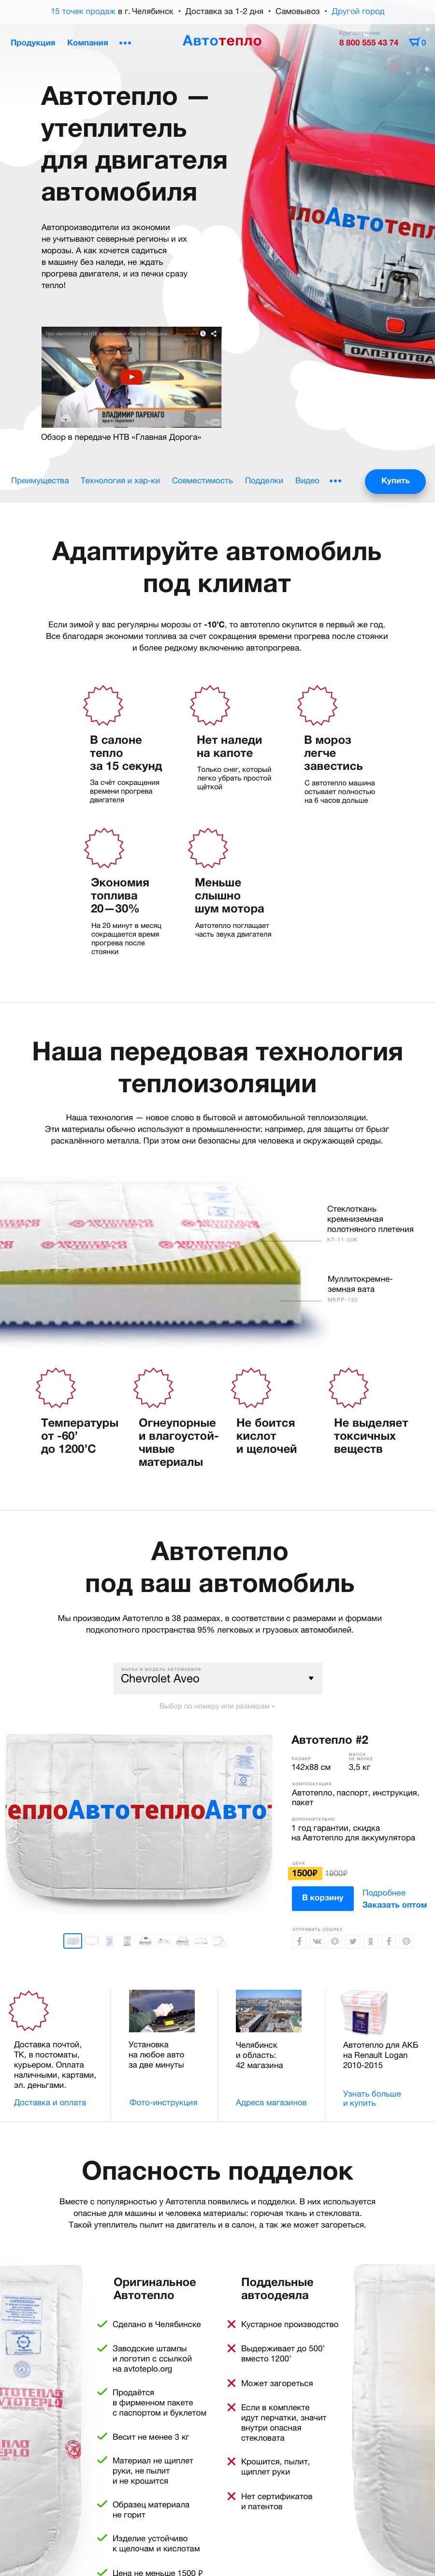 15 точек продаж в г. Челябинск • Доставка за 1-2 дня • Самовывоз • Другой город
Продукция Компания ••• Автотепло Круглосуточно
8 800 555 43 74 0
Автотепло —
утеплитель
для двигателя
автомобиля
Автопроизводители из экономии
не учитывают северные регионы и их
морозы. А как хочется садиться
в машину без наледи, не ждать
прогрева двигателя, и из печки сразу
тепло!
плоАвтотепло
АВТОТЕПЛО
ВЛАДИМИР ПАРЕНАГО
врач-терапевт
Обзор в передаче НТВ «Главная Дорога»
Преимущества Технология и хар-ки Совместимость Подделки Видео ••• Купить
Адаптируйте автомобиль
под климат
Если зимой у вас регулярны морозы от -10'С, то автотепло окупится в первый же год.
Все благодаря экономии топлива за счет сокращения времени прогрева после стоянки
и более редкому включению автопрогрева.
В салоне
тепло
за 15 секунд
За счёт сокращения
времени прогрева
двигателя
Нет наледи
на капоте
Только снег, который
легко убрать простой
щёткой
В мороз
легче
завестись
С автотепло машина
остывает полностью
на 6 часов дольше
Экономия
топлива
20—30%
На 20 минут в месяц
сокращается время
прогрева после
стоянки
Меньше
слышно
шум мотора
Автотепло поглащает
часть звука двигателя
Наша передовая технология
теплоизоляции
Наша технология — новое слово в бытовой и автомобильной теплоизоляции.
Эти материалы обычно используют в промышленности: например, для защиты от брызг
раскалённого металла. При этом они безопасны для человека и окружающей среды.
Стеклоткань
кремниземная
полотняного плетения
КТ-11-30К
Муллитокремне-
земная вата
МКРР-130
Температуры
от -60’
до 1200’С
Огнеупорные
и влагоустой-
чивые
материалы
Не боится
кислот
и щелочей
Не выделяет
токсичных
веществ
Автотепло
под ваш автомобиль
Мы производим Автотепло в 38 размерах, в соответствии с размерами и формами
подкопотного пространства 95% легковых и грузовых автомобилей.
МАРКА И МОДЕЛЬ АВТОМОБИЛЯ
Chevrolet Aveo
Выбор по номеру или размерам »
еплоАвтотеплоАвтот
Автотепло #2
РАЗМЕР
142х88 см
МАССА
НЕ МЕНЕЕ
3,5 кг
КОМПЛЕКТАЦИЯ
Автотепло, паспорт, инструкция,
пакет
ДОПОЛНИТЕЛЬНО
1 год гарантии, скидка
на Автотепло для аккумулятора
ЦЕНА
1500₽ 1900₽
В корзину
Подробнее
Заказать оптом
ОТПРАВИТЬ ССЫЛКУ
Доставка почтой,
ТК, в постоматы,
курьером. Оплата
наличными, картами,
эл. деньгами.
Доставка и оплата
Установка
на любое авто
за две минуты
Фото-инструкция
Челябинск
и область:
42 магазина
Адреса магазинов
Автотепло для АКБ
на Renault Logan
2010-2015
Узнать больше
и купить
Опасность подделок
Вместе с популярностью у Автотепла появились и подделки. В них используется
опасные для машины и человека материалы: горючая ткань и стекловата.
Такой утеплитель пылит на двигатель и в салон, а так же может загореться.
Оригинальное
Автотепло
Сделано в Челябинске
Заводские штампы
и логотип с ссылкой
на avtoteplo.org
Продаётся
в фирменном пакете
с паспортом и буклетом
Весит не менее 3 кг
Материал не щиплет
руки, не пылит
и не крошится
Образец материала
не горит
Изделие устойчиво
к щелочам и кислотам
Цена не меньше 1500 ₽
Поддельные
автоодеяла
Кустарное производство
Выдерживает до 500’
вместо 1200’
Может загореться
Если в комплекте
идут перчатки, значит
внутри опасная
стекловата
Крошится, пылит,
щиплет руки
Нет сертификатов
и патентов